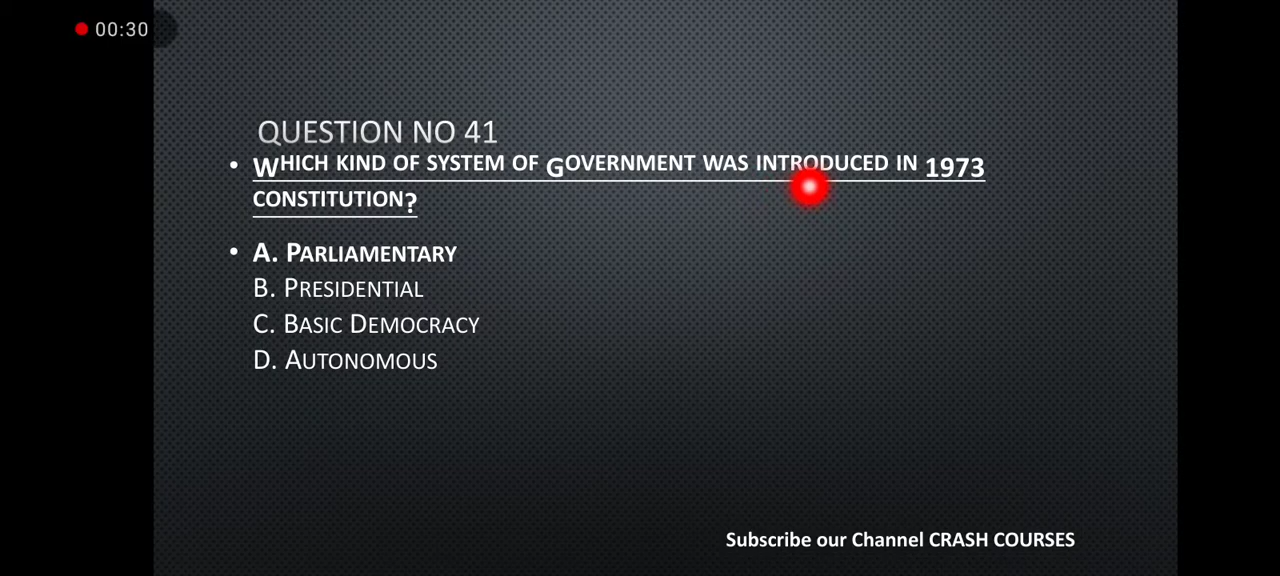 00:30
QUESTION NO 41
• WHICH KIND OF SYSTEM OF GOVERNMENT WAS INTRODUCED IN 1973
CONSTITUTION?
• A. PARLIAMENTARY
B. PRESIDENTIAL
C. BASIC DEMOCRACY
D. AUTONOMOUS
Subscribe our Channel CRASH COURSES